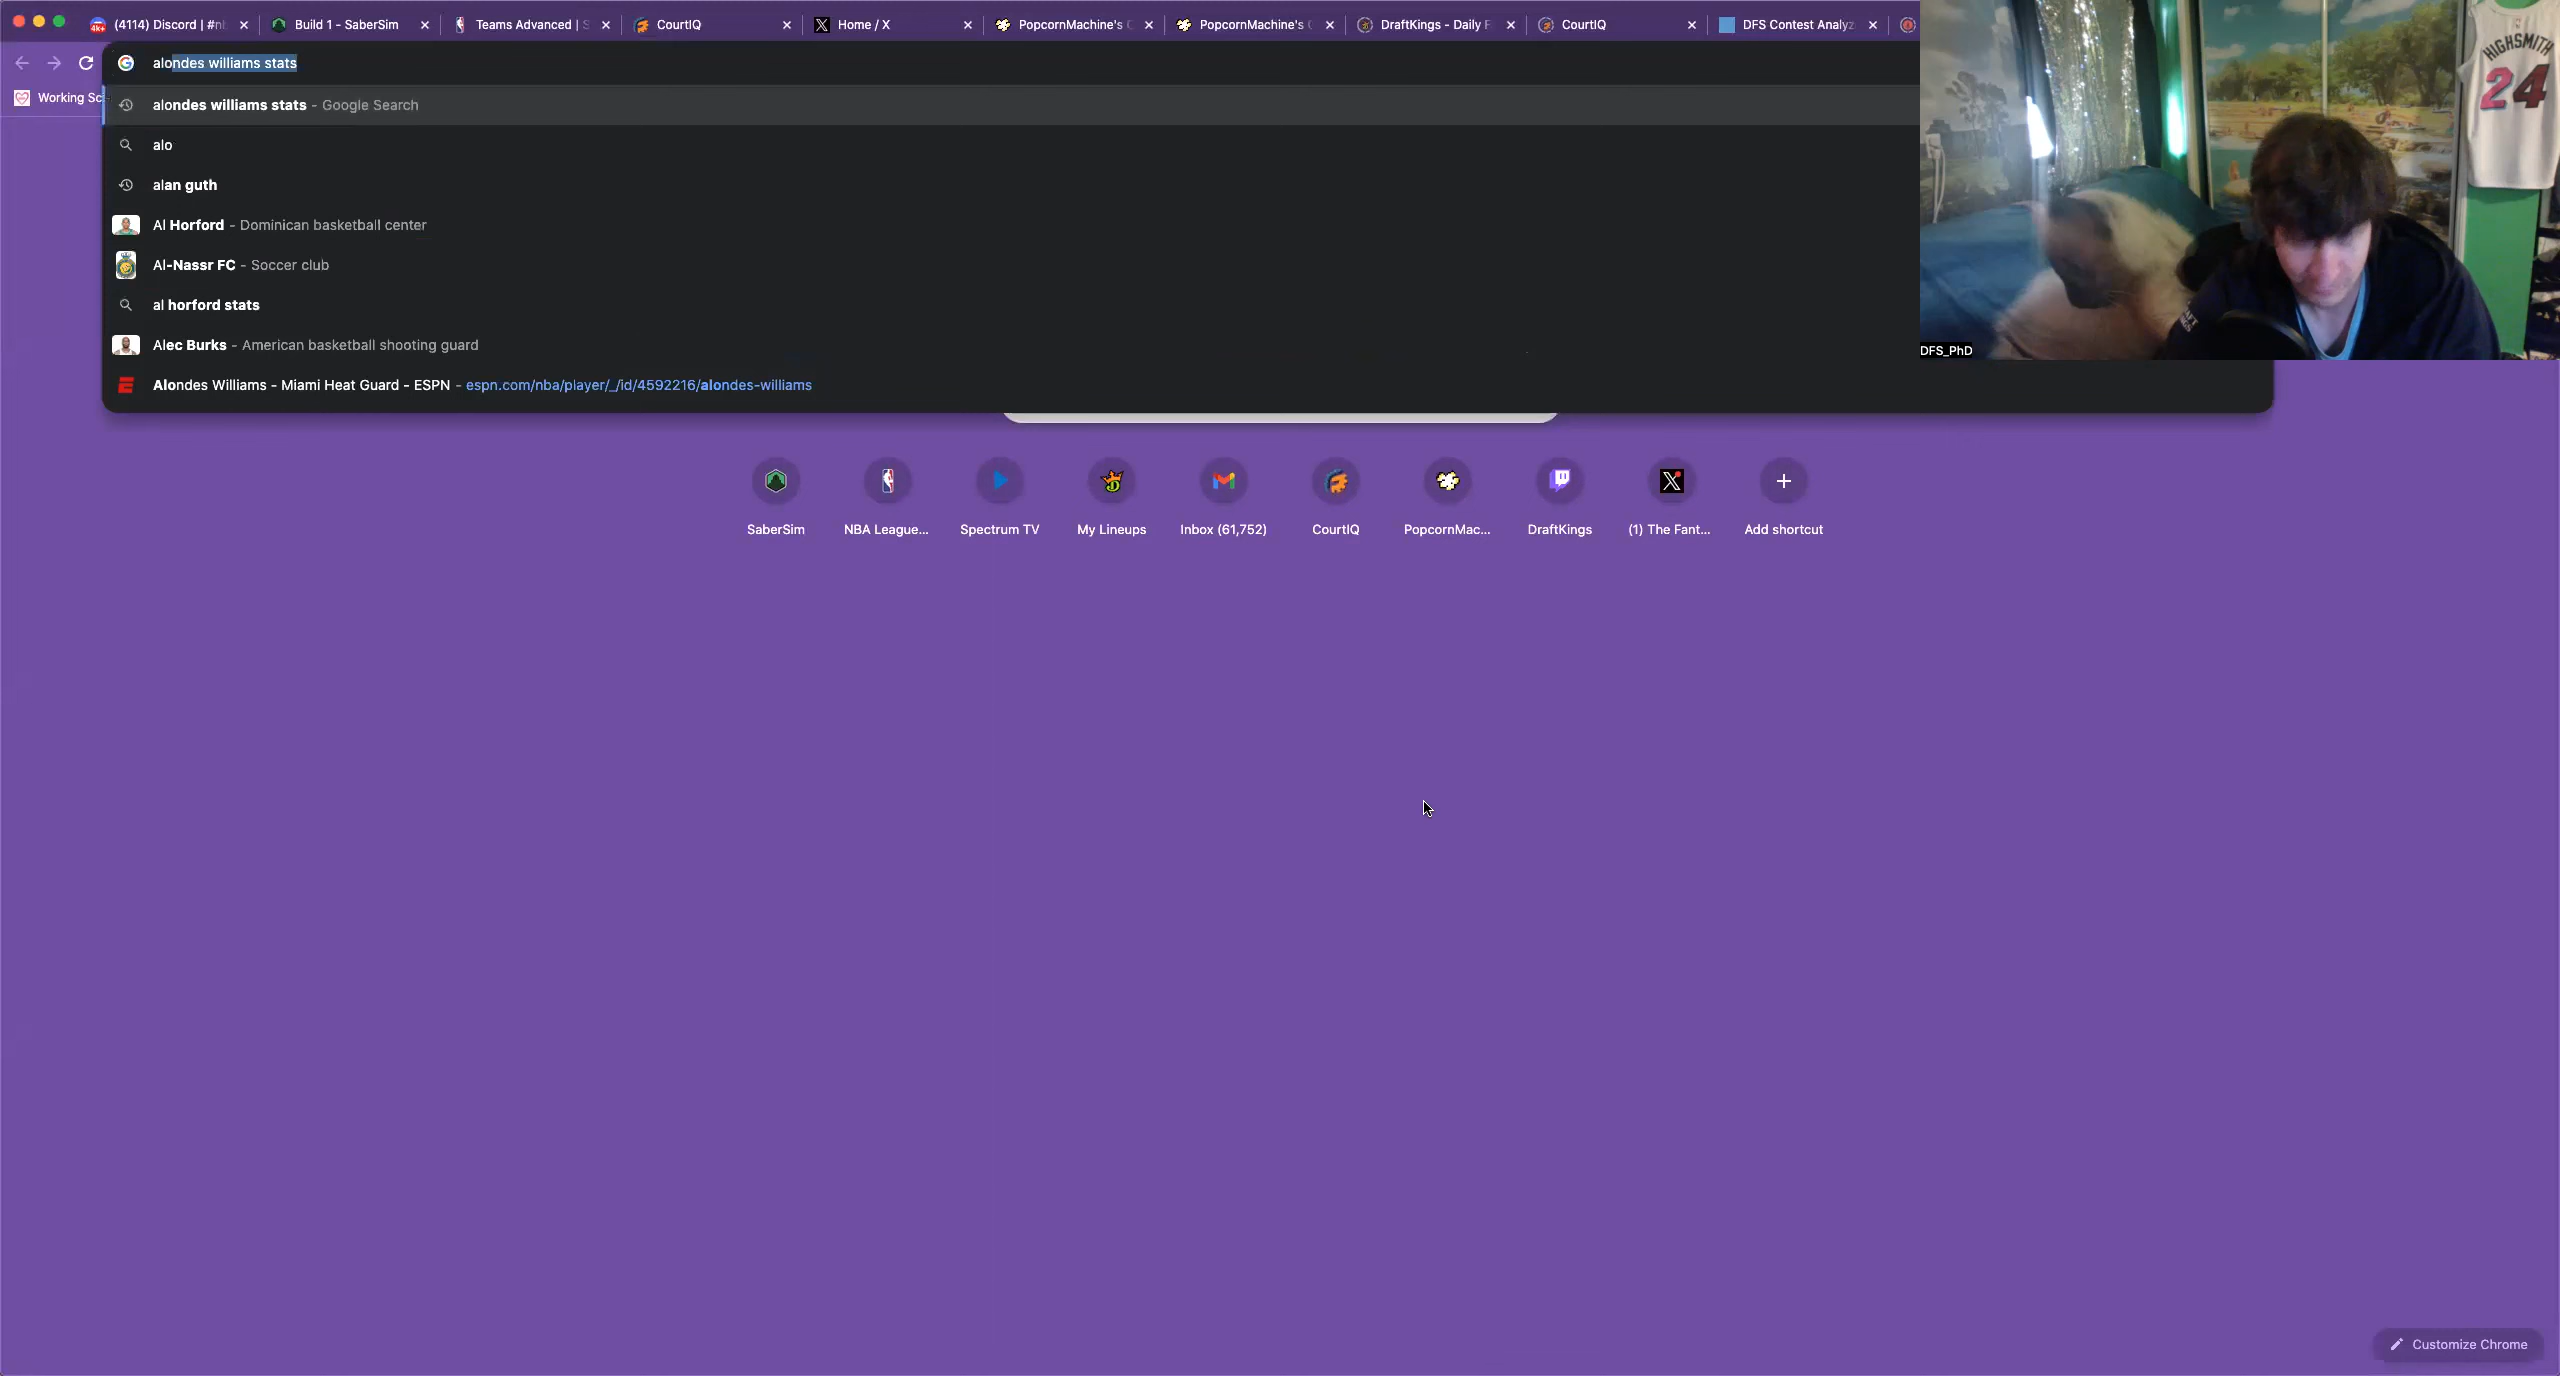 (4114) Discord | #n
Build 1 - SaberSim
Teams Advanced |
CourtIQ
Home / X
PopcornMachine's
PopcornMachine's
DraftKings - Daily F
CourtIQ
DFS Contest Analyz
alondes williams stats
Working Sc
alondes williams stats - Google Search
alo
alan guth
Al Horford - Dominican basketball center
Al-Nassr FC - Soccer club
al horford stats
Alec Burks - American basketball shooting guard
Alondes Williams - Miami Heat Guard - ESPN - espn.com/nba/player/_/id/4592216/alondes-williams
HIGHSMITH
24
DFS_PhD
SaberSim
NBA League...
Spectrum TV
My Lineups
Inbox (61,752)
CourtIQ
PopcornMac...
DraftKings
(1) The Fant...
Add shortcut
Customize Chrome